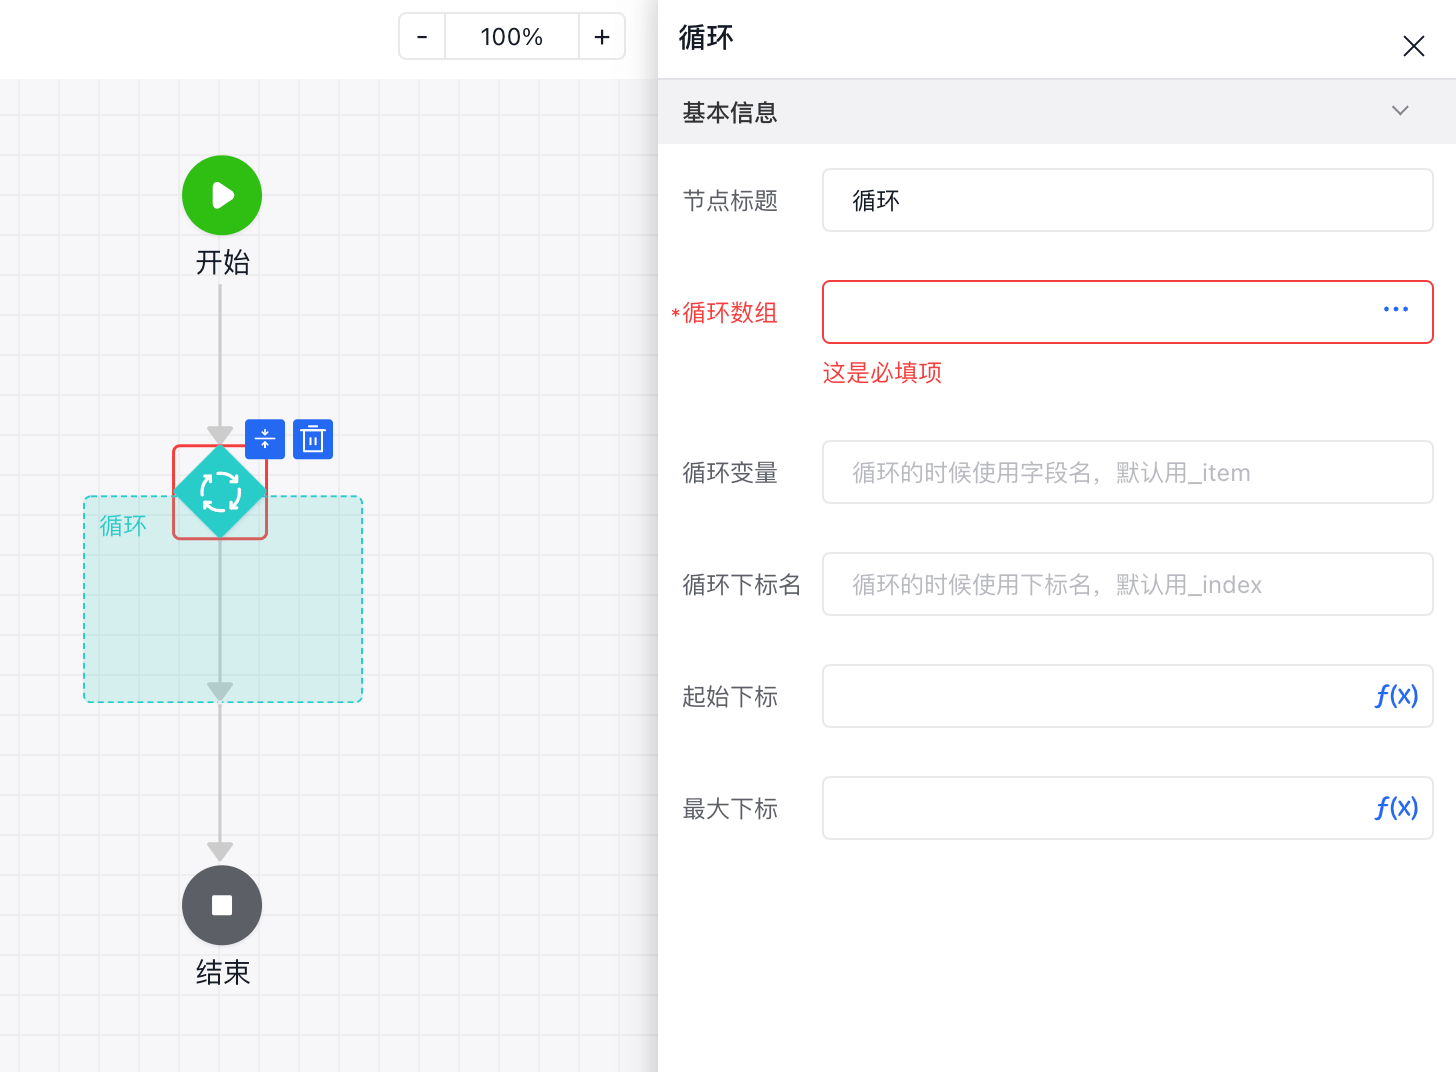 - 100% +
开始
循环
结束
循环
基本信息
节点标题 循环
*循环数组 ...
这是必填项
循环变量 循环的时候使用字段名，默认用_item
循环下标名 循环的时候使用下标名，默认用_index
起始下标 f(x)
最大下标 f(x)